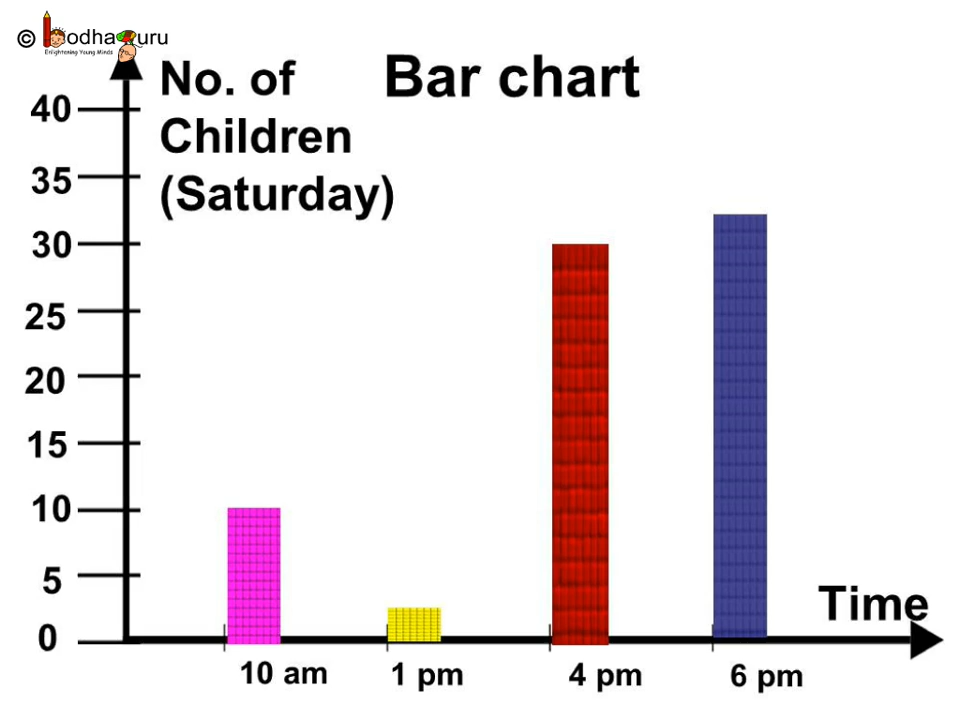 © BodhaGuru
Enlightening Young Minds
Bar chart
No. of
Children
(Saturday)
40
35
30
25
20
15
10
5
0
Time
10 am 1 pm 4 pm 6 pm